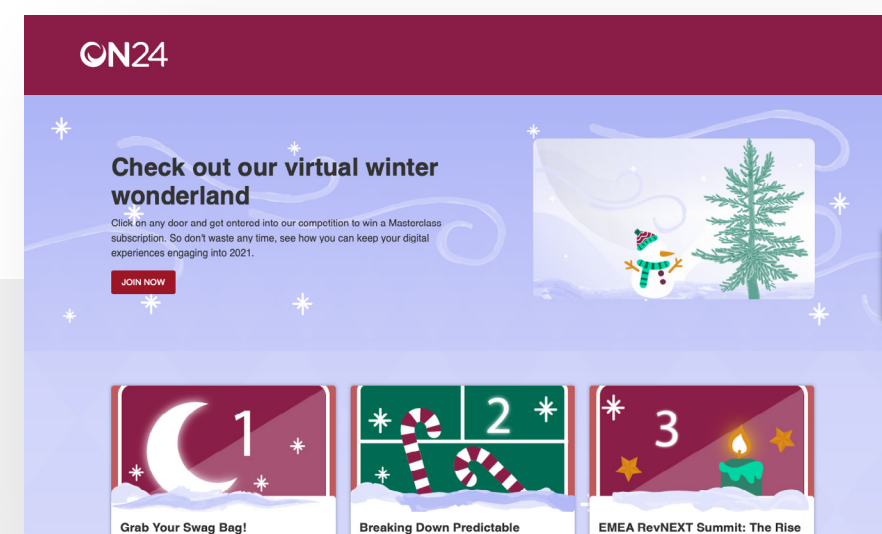 ON24
Check out our virtual winter
wonderland
Click on any door and get entered into our competition to win a Masterclass
subscription. So don't waste any time, see how you can keep your digital
experiences engaging into 2021.
JOIN NOW
1
2
3
Grab Your Swag Bag!
Breaking Down Predictable
EMEA RevNEXT Summit: The Rise